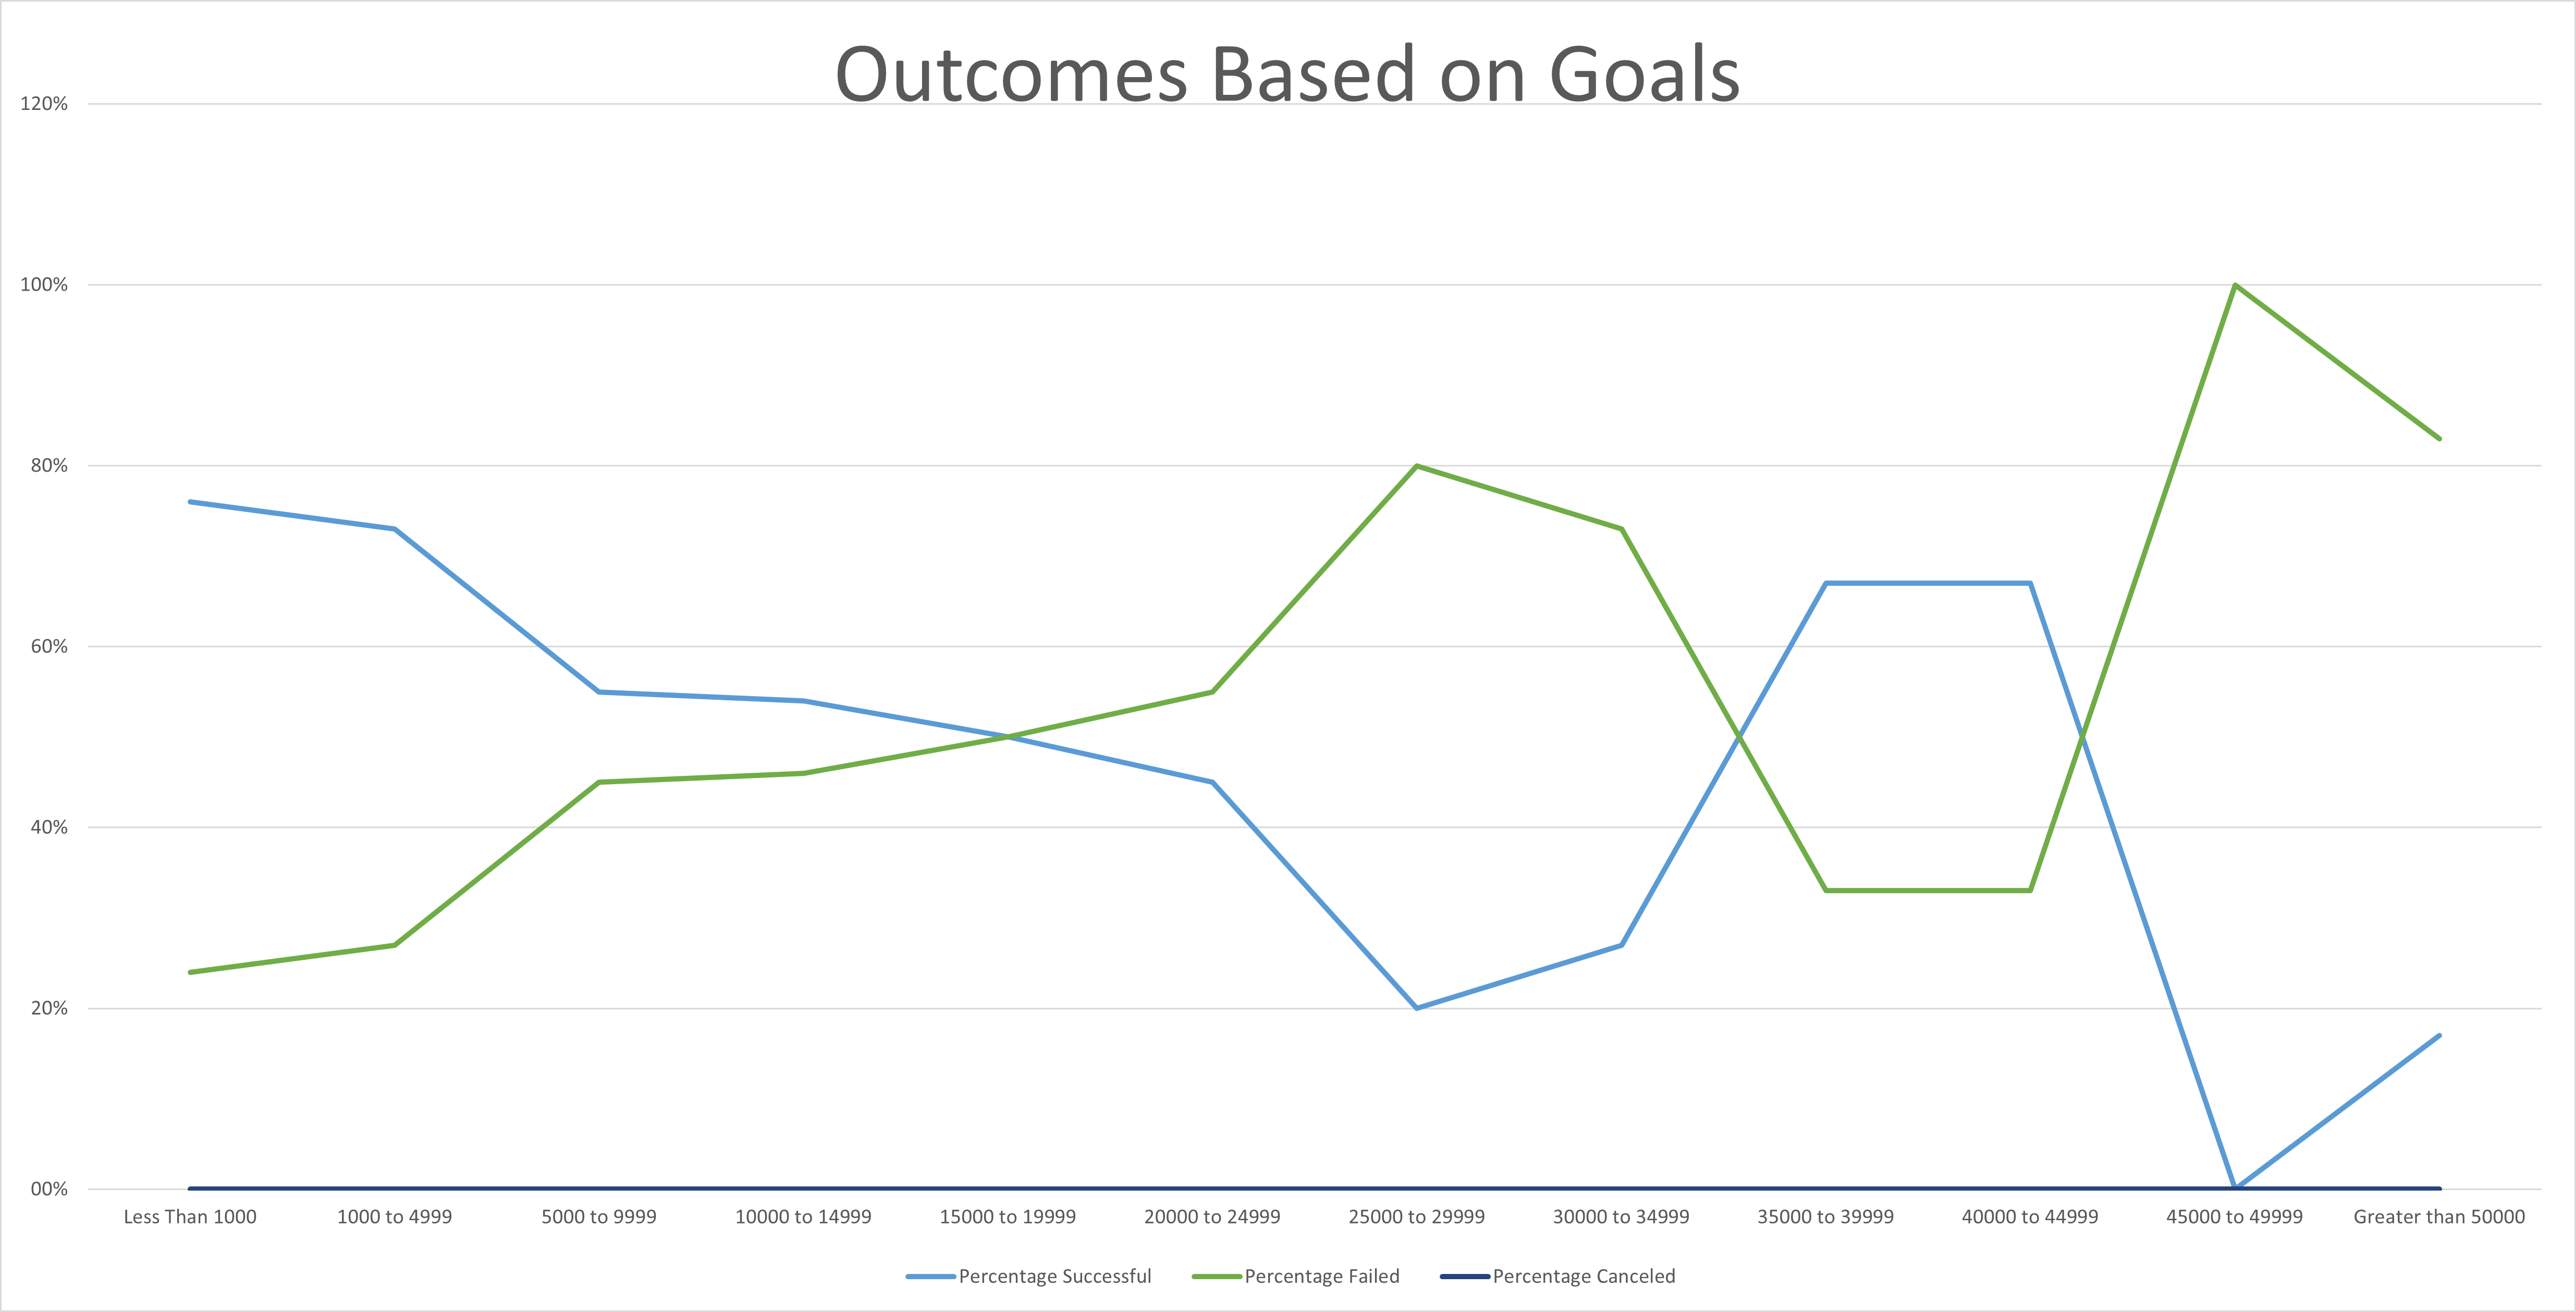 Outcomes Based on Goals
120%
100%
80%
60%
40%
20%
00%
Less Than 1000 1000 to 4999 5000 to 9999 10000 to 14999 15000 to 19999 20000 to 24999 25000 to 29999 30000 to 34999 35000 to 39999 40000 to 44999 45000 to 49999 Greater than 50000
Percentage Successful Percentage Failed Percentage Canceled